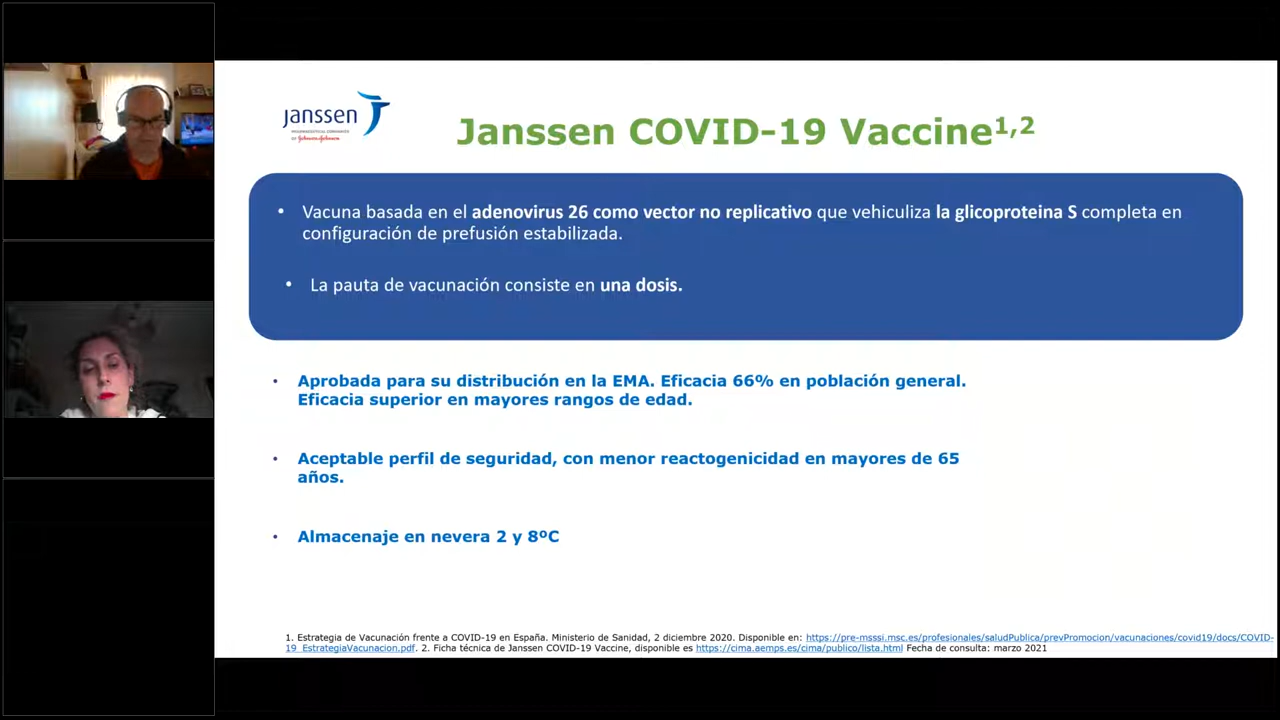 Janssen
PHARMACEUTICAL COMPANIES
OF Johnson&Johnson
Janssen COVID-19 Vaccine1,2
• Vacuna basada en el adenovirus 26 como vector no replicativo que vehiculiza la glicoproteina S completa en
configuración de prefusión estabilizada.
• La pauta de vacunación consiste en una dosis.
• Aprobada para su distribución en la EMA. Eficacia 66% en población general.
Eficacia superior en mayores rangos de edad.
• Aceptable perfil de seguridad, con menor reactogenicidad en mayores de 65
años.
• Almacenaje en nevera 2 y 8ºC
1. Estrategia de Vacunación frente a COVID-19 en España. Ministerio de Sanidad, 2 diciembre 2020. Disponible en: https://pre-msssi.msc.es/profesionales/saludPublica/prevPromocion/vacunaciones/covid19/docs/COVID-
19_EstrategiaVacunacion.pdf. 2. Ficha técnica de Janssen COVID-19 Vaccine, disponible es https://cima.aemps.es/cima/publico/lista.html Fecha de consulta: marzo 2021